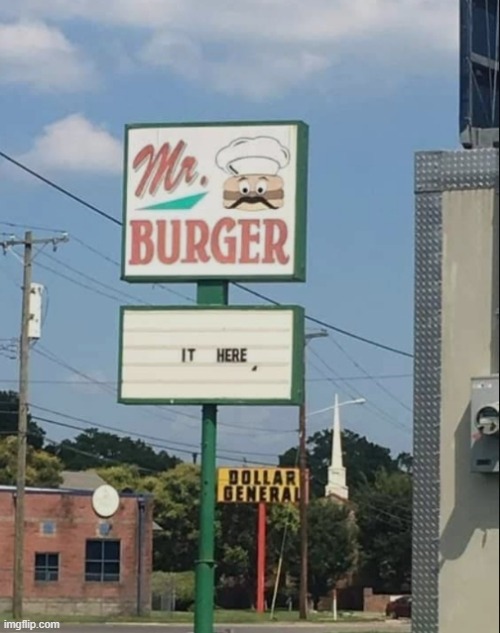 Mr.
BURGER
IT HERE
DOLLAR
GENERAL
imgflip.com